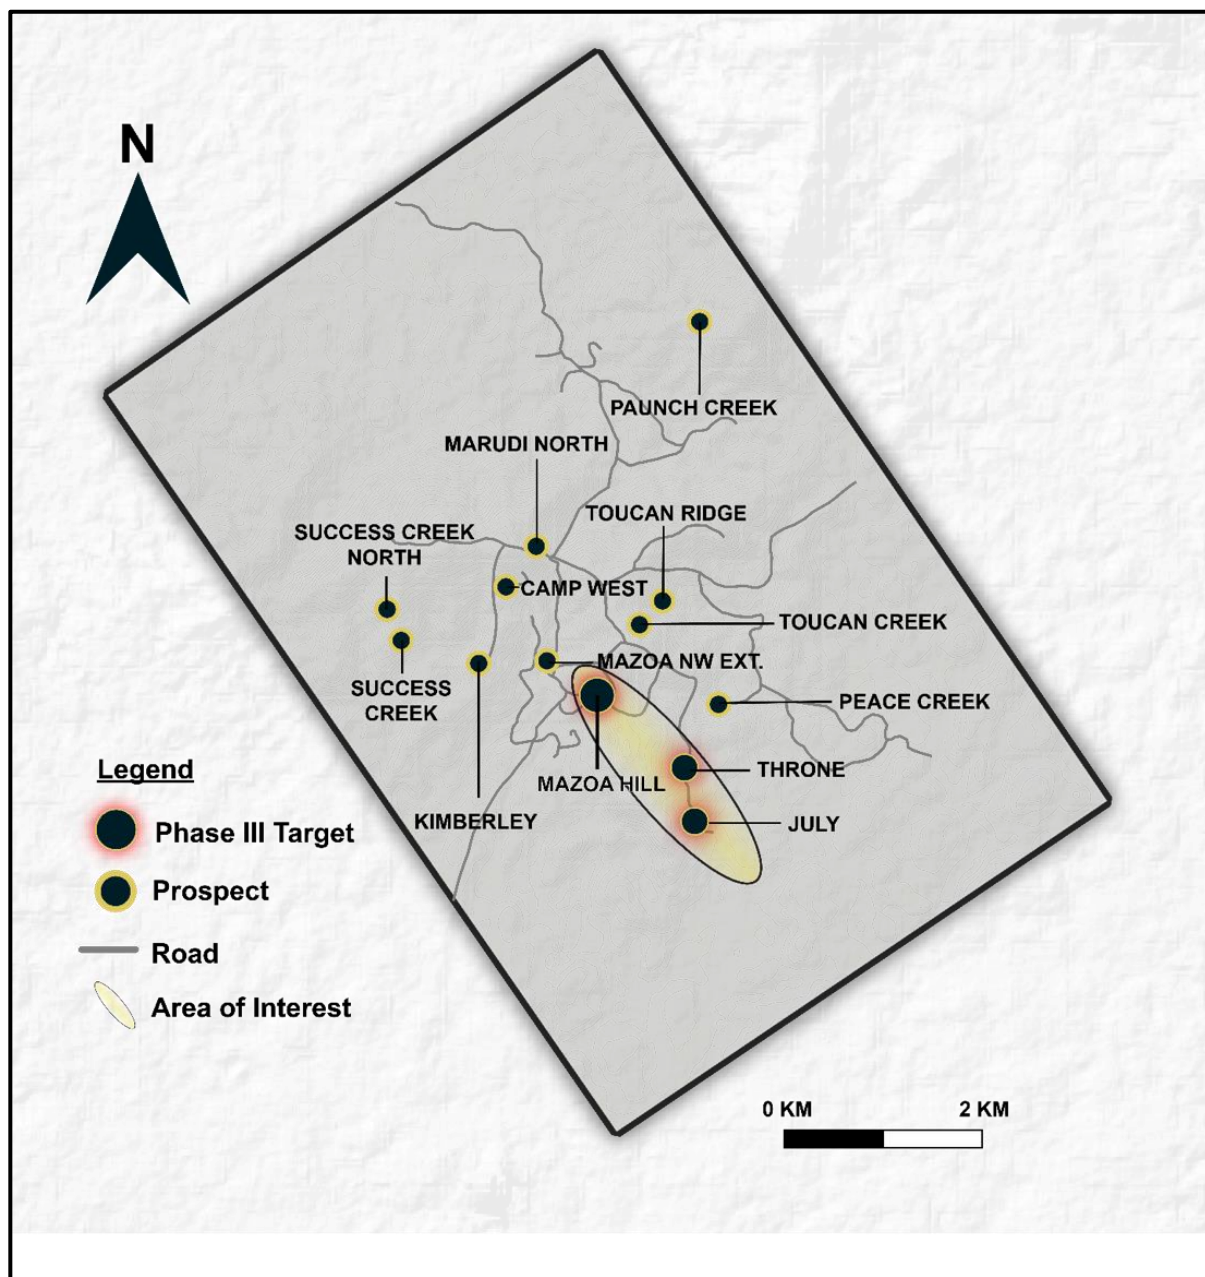 N
PAUNCH CREEK
MARUDI NORTH
TOUCAN RIDGE
SUCCESS CREEK
NORTH
CAMP WEST
TOUCAN CREEK
MAZOA NW EXT.
SUCCESS
CREEK
PEACE CREEK
THRONE
MAZOA HILL
KIMBERLEY
JULY
Legend
Phase III Target
Prospect
Road
Area of Interest
0 KM
2 KM